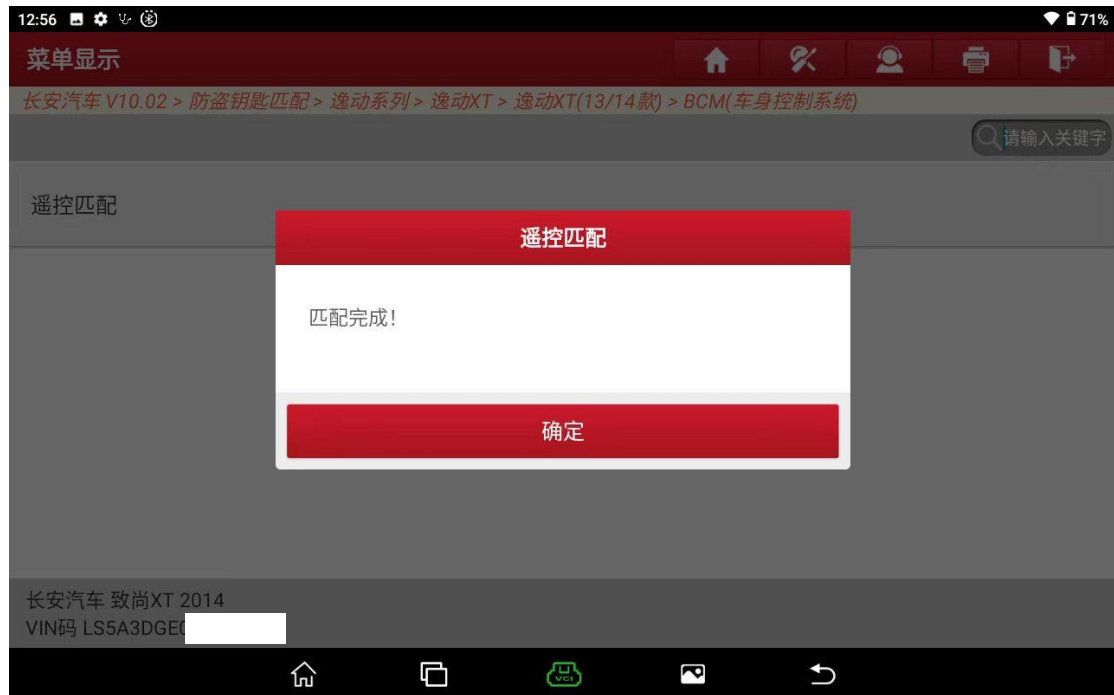 12:56 71%
菜单显示
长安汽车 V10.02 > 防盗钥匙匹配 > 逸动系列 > 逸动XT > 逸动XT(13/14款) > BCM(车身控制系统)
请输入关键字
遥控匹配
遥控匹配
匹配完成!
确定
长安汽车 致尚XT 2014
VIN码 LS5A3DGE
VCI